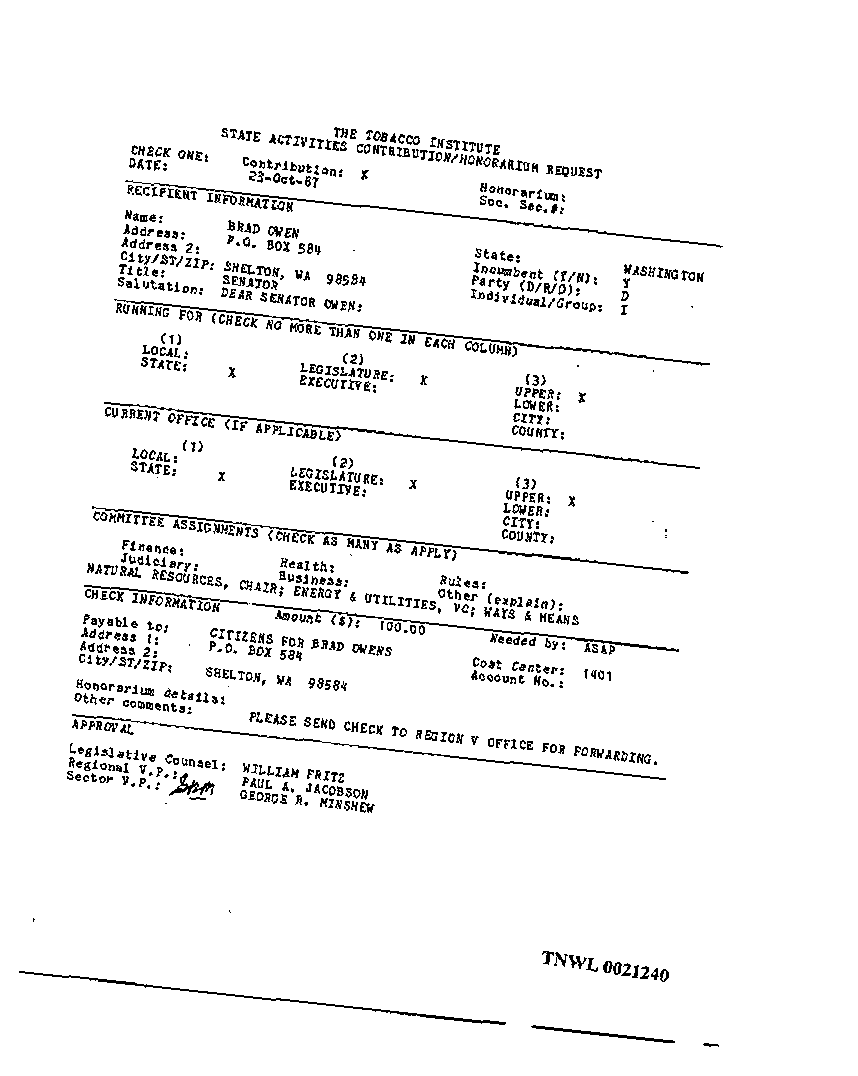 THE TOBACCO INSTITUTE
STATE ACTIVITIES CONTRIBUTION/HONORARIUM REQUEST
CHECK ONE: Contribution: X Honorarium:
DATE: 23-Oct-87 Soc. Sec.#:
RECIPIENT INFORMATION
Name: BRAD OWEN State: WASHINGTON
Address: P.O. BOX 584 Incumbent (Y/N): Y
Address 2: Party (D/R/O): D
City/ST/ZIP: SHELTON, WA 98584 Individual/Group: I
Title: SENATOR
Salutation: DEAR SENATOR OWEN:
RUNNING FOR (CHECK NO MORE THAN ONE IN EACH COLUMN)
(1) (2) (3)
LOCAL: LEGISLATURE: X UPPER: X
STATE: X EXECUTIVE: LOWER:
CITY:
COUNTY:
CURRENT OFFICE (IF APPLICABLE)
(1) (2) (3)
LOCAL: LEGISLATURE: X UPPER: X
STATE: X EXECUTIVE: LOWER:
CITY:
COUNTY:
COMMITTEE ASSIGNMENTS (CHECK AS MANY AS APPLY)
Finance: Health: Rules:
Judiciary: Business: Other (explain):
NATURAL RESOURCES, CHAIR; ENERGY & UTILITIES, VC; WAYS & MEANS
CHECK INFORMATION Amount ($): 100.00 Needed by: ASAP
Payable to: CITIZENS FOR BRAD OWENS
Address 1: P.O. BOX 584 Cost Center: 1401
Address 2: Account No.:
City/ST/ZIP: SHELTON, WA 98584
Honorarium details:
Other comments: PLEASE SEND CHECK TO REGION V OFFICE FOR FORWARDING.
APPROVAL
Legislative Counsel: WILLIAM FRITZ
Regional V.P.: PAUL A. JACOBSON
Sector V.P.: GEORGE R. MINSHEW
TNWL 0021240